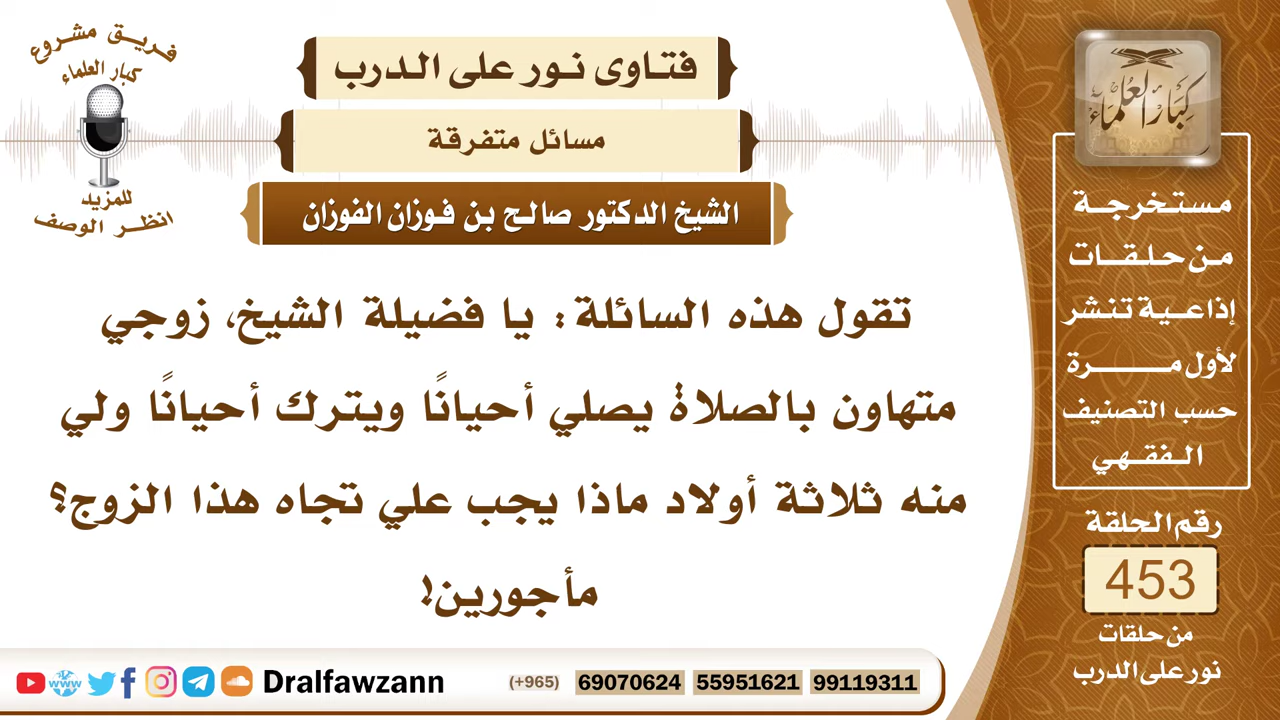 فريق مشروع
كبار العلماء
للمزيد
انظر الوصف
فتاوى نور على الدرب
مسائل متفرقة
الشيخ الدكتور صالح بن فوزان الفوزان
تقول هذه السائلة: يا فضيلة الشيخ، زوجي
متهاون بالصلاة يصلي أحيانًا ويترك أحيانًا ولي
منه ثلاثة أولاد ماذا يجب علي تجاه هذا الزوج؟
مأجورين!
كبار العلماء
مستخرجة
من حلقات
إذاعية تنشر
لأول مرة
حسب التصنيف
الفقهي
رقم الحلقة
453
من حلقات
نور على الدرب
www
Dralfawzann (+965) 69070624 55951621 99119311